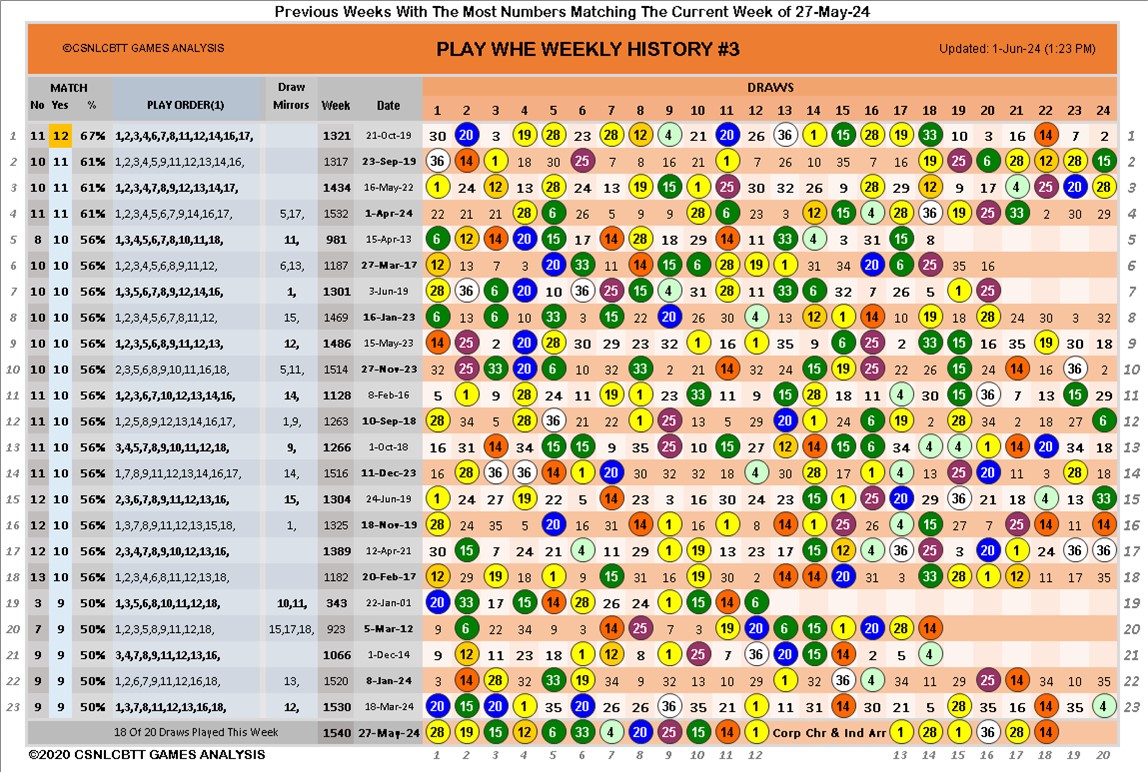 Previous Weeks With The Most Numbers Matching The Current Week of 27-May-24
©CSNLCBTT GAMES ANALYSIS PLAY WHE WEEKLY HISTORY #3 Updated: 1-Jun-24 (1:23 PM)
MATCH Draw DRAWS
No Yes % PLAY ORDER(1) Mirrors Week Date 1 2 3 4 5 6 7 8 9 10 11 12 13 14 15 16 17 18 19 20 21 22 23 24
1 11 12 67% 1,2,3,4,6,7,8,11,12,14,16,17, 1321 21-Oct-19 30 20 3 19 28 23 28 12 4 21 20 26 36 1 15 28 19 33 10 3 16 14 7 2 1
2 10 11 61% 1,2,3,4,5,9,11,12,13,14,16, 1317 23-Sep-19 36 14 1 18 30 25 7 8 16 21 1 7 26 10 35 7 16 19 25 6 28 12 28 15 2
3 10 11 61% 1,2,3,4,7,8,9,12,13,14,17, 1434 16-May-22 1 24 12 13 28 24 13 19 15 1 25 30 32 26 9 28 29 12 9 17 4 25 20 28 3
4 11 11 61% 1,2,3,4,5,6,7,9,14,16,17, 5,17, 1532 1-Apr-24 22 21 21 28 6 26 4 5 9 28 6 23 3 12 15 4 28 36 19 25 33 2 30 29 4
5 8 10 56% 1,3,4,5,6,7,8,10,11,18, 11, 981 15-Apr-13 6 12 14 20 15 17 14 28 18 29 14 11 33 4 3 31 15 8 5
6 10 10 56% 1,2,3,4,5,6,8,9,11,12, 6,13, 1187 27-Mar-17 12 13 7 3 20 33 11 14 15 6 28 19 1 31 34 20 6 25 35 16 6
7 10 10 56% 1,3,5,6,7,8,9,12,14,16, 1, 1301 3-Jun-19 28 36 6 20 10 36 25 15 4 31 28 11 33 6 32 7 26 5 1 25 7
8 10 10 56% 1,2,3,4,5,6,7,8,11,12, 15, 1469 16-Jan-23 6 13 6 10 33 3 15 22 20 26 30 4 13 12 1 14 10 19 18 28 24 30 3 32 8
9 10 10 56% 1,2,3,5,6,8,9,11,12,13, 12, 1486 15-May-23 14 25 2 20 28 30 29 23 32 1 16 1 35 9 6 25 2 33 15 22 35 19 30 18 9
10 10 10 56% 2,3,5,6,8,9,10,11,16,18, 5,11, 1514 27-Nov-23 32 25 33 20 6 10 32 33 2 21 14 32 24 15 19 25 22 26 15 25 14 16 36 2 10
11 11 10 56% 1,2,3,6,7,10,12,13,14,16, 14, 1128 8-Feb-16 5 1 9 28 24 11 19 1 23 33 11 3 15 28 18 11 4 30 15 36 7 13 15 29 11
12 11 10 56% 1,2,5,8,9,12,13,14,16,17, 1,9, 1263 10-Sep-18 28 34 5 28 36 21 22 1 25 13 5 29 20 1 24 6 19 2 28 34 2 18 27 6 12
13 11 10 56% 3,4,5,7,8,9,10,11,12,18, 9, 1266 1-Oct-18 16 31 14 34 15 15 9 35 25 10 15 27 12 14 15 6 34 4 4 1 14 20 34 18 13
14 11 10 56% 1,7,8,9,11,12,13,14,16,17, 14, 1516 11-Dec-23 16 28 36 36 14 1 20 30 32 32 18 4 30 28 17 1 4 13 25 20 11 3 28 18 14
15 12 10 56% 2,3,6,7,8,9,11,12,13,16, 15, 1304 24-Jun-19 1 24 27 19 22 5 14 23 3 16 30 24 23 15 1 25 20 29 36 21 18 4 13 33 15
16 12 10 56% 1,3,7,8,9,11,12,13,15,18, 1, 1325 18-Nov-19 28 24 35 5 20 16 31 14 1 16 1 8 14 1 25 26 4 15 27 7 25 14 11 14 16
17 12 10 56% 2,3,4,7,8,9,10,12,13,16, 1389 12-Apr-21 30 15 7 24 21 6 11 29 1 19 13 23 17 15 12 4 36 25 3 20 1 24 36 36 17
18 13 10 56% 1,2,3,4,6,8,11,12,13,18, 1182 20-Feb-17 12 29 19 18 1 9 15 31 10 19 30 2 14 14 20 31 3 33 28 1 12 11 17 35 18
19 3 9 50% 1,3,5,6,8,10,11,12,18, 10,11, 343 22-Jan-01 20 33 17 15 14 28 26 24 1 15 14 6 19
20 7 9 50% 1,2,3,5,8,9,11,12,18, 15,17,18, 923 5-Mar-12 9 6 22 34 9 3 14 25 7 3 19 20 6 15 1 20 28 14 20
21 9 9 50% 3,4,7,8,9,11,12,13,16, 1066 1-Dec-14 9 12 11 23 18 1 12 8 1 25 7 36 20 15 14 2 5 4 21
22 9 9 50% 1,2,6,7,9,12,16,18, 13, 1520 8-Jan-24 3 14 28 32 33 19 34 9 32 13 10 29 1 32 36 4 34 11 29 25 14 34 10 35 22
23 9 9 50% 1,3,7,8,11,12,13,16,18, 12, 1530 18-Mar-24 20 15 20 1 35 20 26 29 36 35 21 1 11 31 14 30 21 5 28 35 16 14 35 4 23
18 Of 20 Draws Played This Week 1540 27-May-24 28 19 15 12 6 33 4 20 25 15 14 1 Corp Chr & Ind Arr 1 28 1 36 28 14
©2020 CSNLCBTT GAMES ANALYSIS 1 2 3 4 5 6 7 8 9 10 11 12 13 14 15 16 17 18 19 20